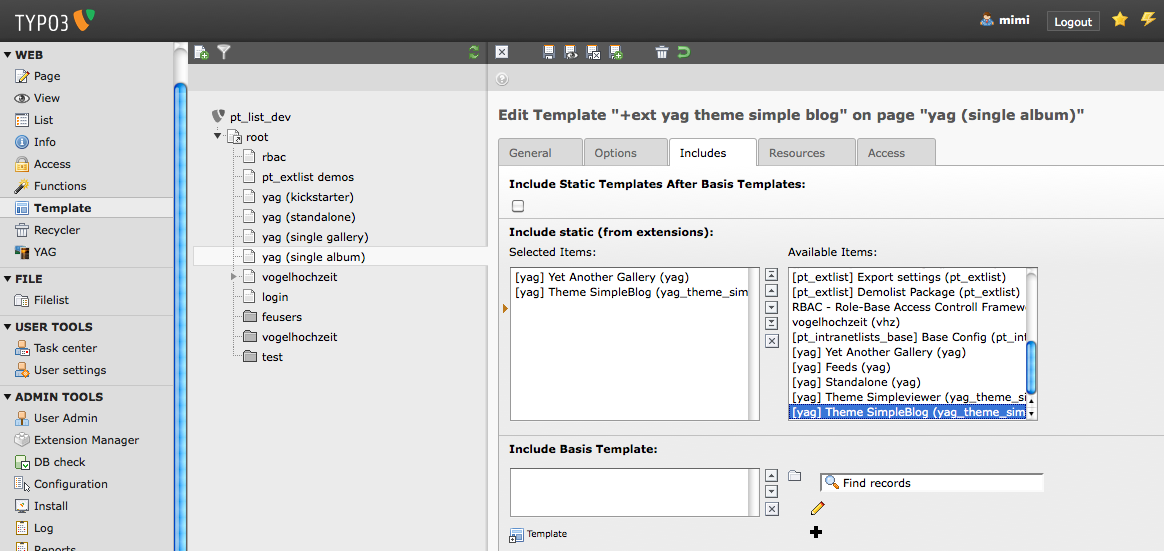 TYPO3
mimi
Logout
WEB
Page
View
List
Info
Access
Functions
Template
Recycler
YAG
FILE
Filelist
USER TOOLS
Task center
User settings
ADMIN TOOLS
User Admin
Extension Manager
DB check
Configuration
Install
Log
Reports
pt_list_dev
root
rbac
pt_extlist demos
yag (kickstarter)
yag (standalone)
yag (single gallery)
yag (single album)
vogelhochzeit
login
feusers
vogelhochzeit
test
Edit Template "+ext yag theme simple blog" on page "yag (single album)"
General
Options
Includes
Resources
Access
Include Static Templates After Basis Templates:
Include static (from extensions):
Selected Items:
[yag] Yet Another Gallery (yag)
[yag] Theme SimpleBlog (yag_theme_sim
Available Items:
[pt_extlist] Export settings (pt_extlist)
[pt_extlist] Demolist Package (pt_extlist)
RBAC - Role-Base Access Controll Framew
vogelhochzeit (vhz)
[pt_intranetlists_base] Base Config (pt_int
[yag] Yet Another Gallery (yag)
[yag] Feeds (yag)
[yag] Standalone (yag)
[yag] Theme Simpleviewer (yag_theme_si
[yag] Theme SimpleBlog (yag_theme_sim
Include Basis Template:
Find records
Template